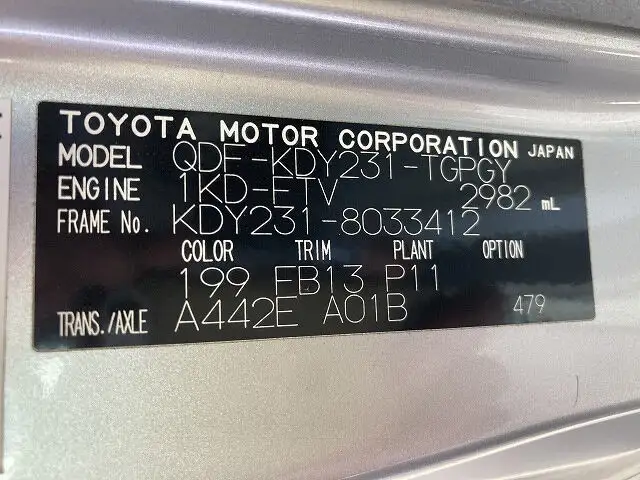 TOYOTA MOTOR CORPORATION JAPAN
MODEL QDF-KDY231-TGPGY
ENGINE 1KD-FTV 2982 mL
FRAME No. KDY231-8033412
COLOR TRIM PLANT OPTION
199 FB13 P11
TRANS./AXLE A442E A01B 479